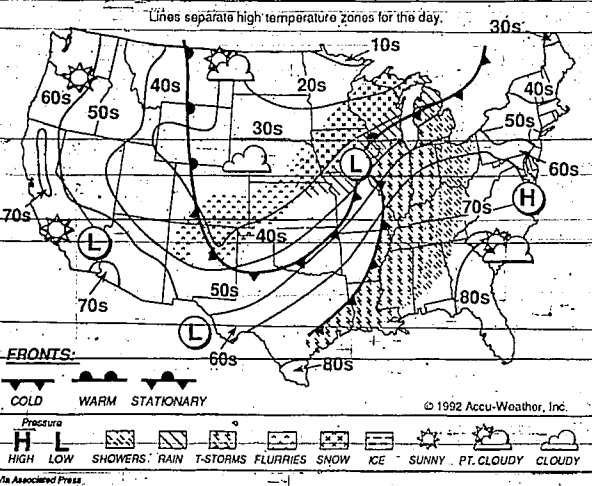 Lines separate high temperature zones for the day.
30s
10s
40s
20s
60s
50s
40s
30s
50s
L
60s
70s
70s
H
L
40s
50s
80s
70s
L
60s
80s
FRONTS:
COLD WARM STATIONARY
© 1992 Accu-Weather, Inc.
Pressure
H L
HIGH LOW SHOWERS RAIN T-STORMS FLURRIES SNOW ICE SUNNY PT. CLOUDY CLOUDY
Via Associated Press